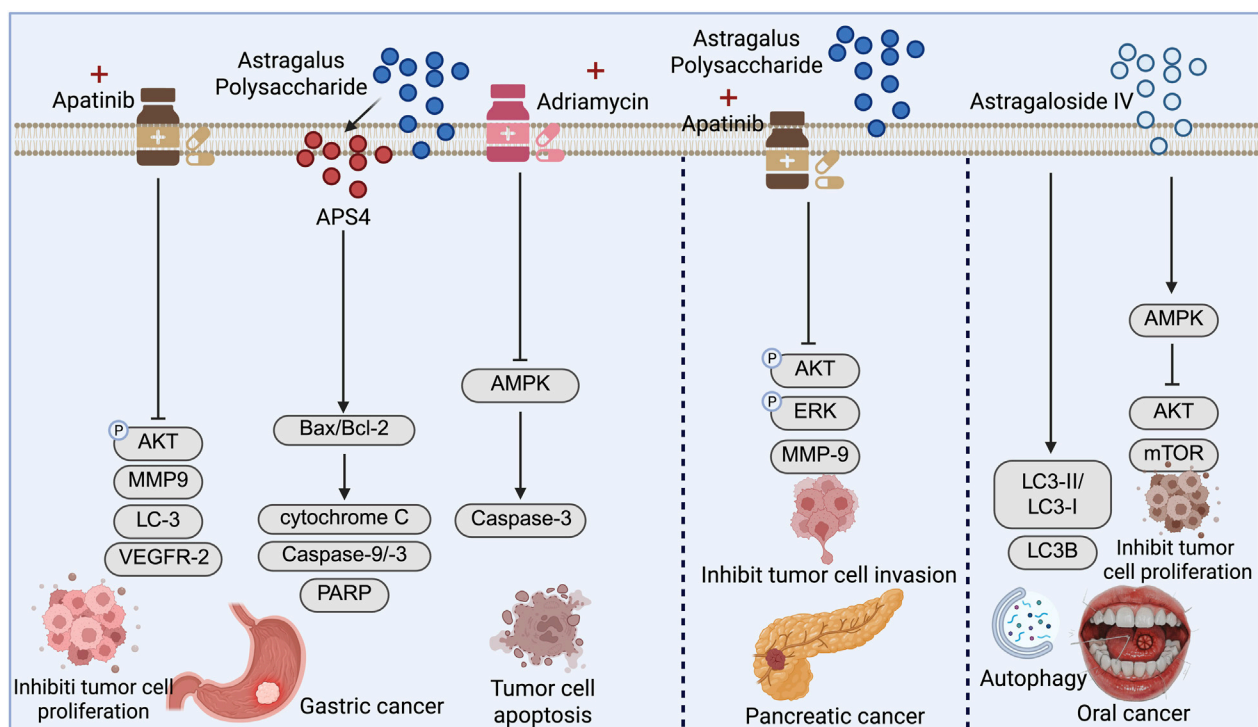 +
Apatinib
Astragalus
Polysaccharide
+
Adriamycin
APS4
P
AKT
MMP9
LC-3
VEGFR-2
Bax/Bcl-2
cytochrome C
Caspase-9/-3
PARP
AMPK
Caspase-3
Inhibiti tumor cell
proliferation
Gastric cancer
Tumor cell
apoptosis
Astragalus
Polysaccharide
+
Apatinib
P
AKT
P
ERK
MMP-9
Inhibit tumor cell invasion
Pancreatic cancer
Astragaloside IV
LC3-II/
LC3-I
LC3B
AMPK
AKT
mTOR
Inhibit tumor
cell proliferation
Autophagy
Oral cancer